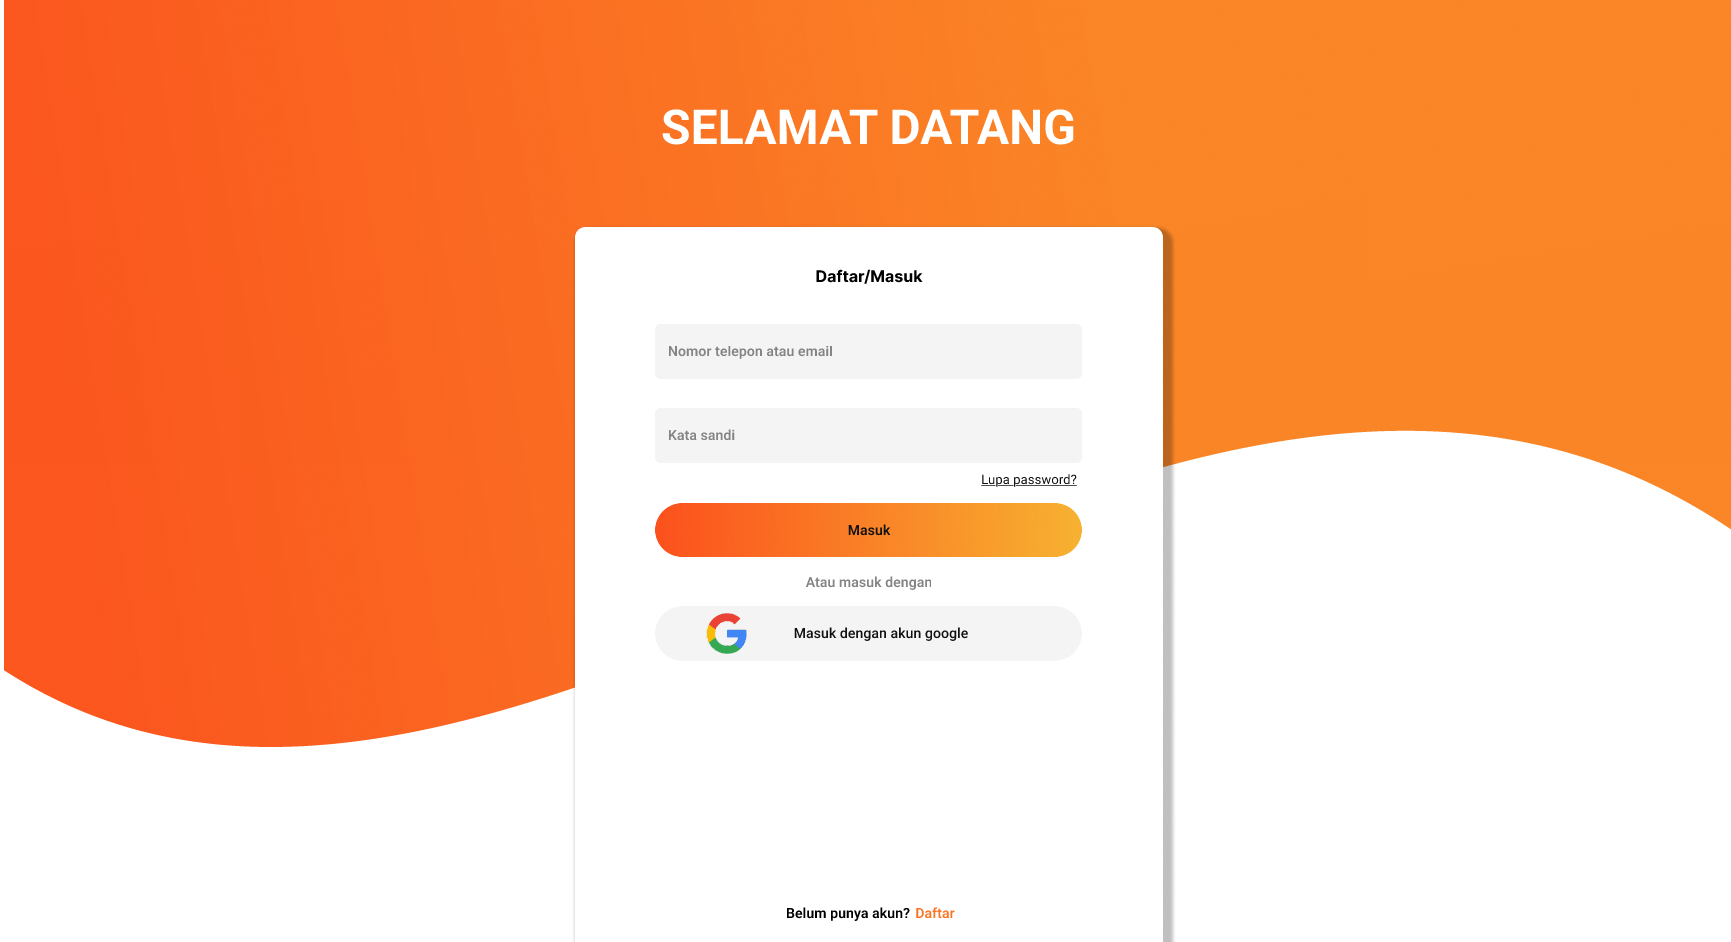 SELAMAT DATANG
Daftar/Masuk
Nomor telepon atau email
Kata sandi
Lupa password?
Masuk
Atau masuk dengan
Masuk dengan akun google
Belum punya akun? Daftar